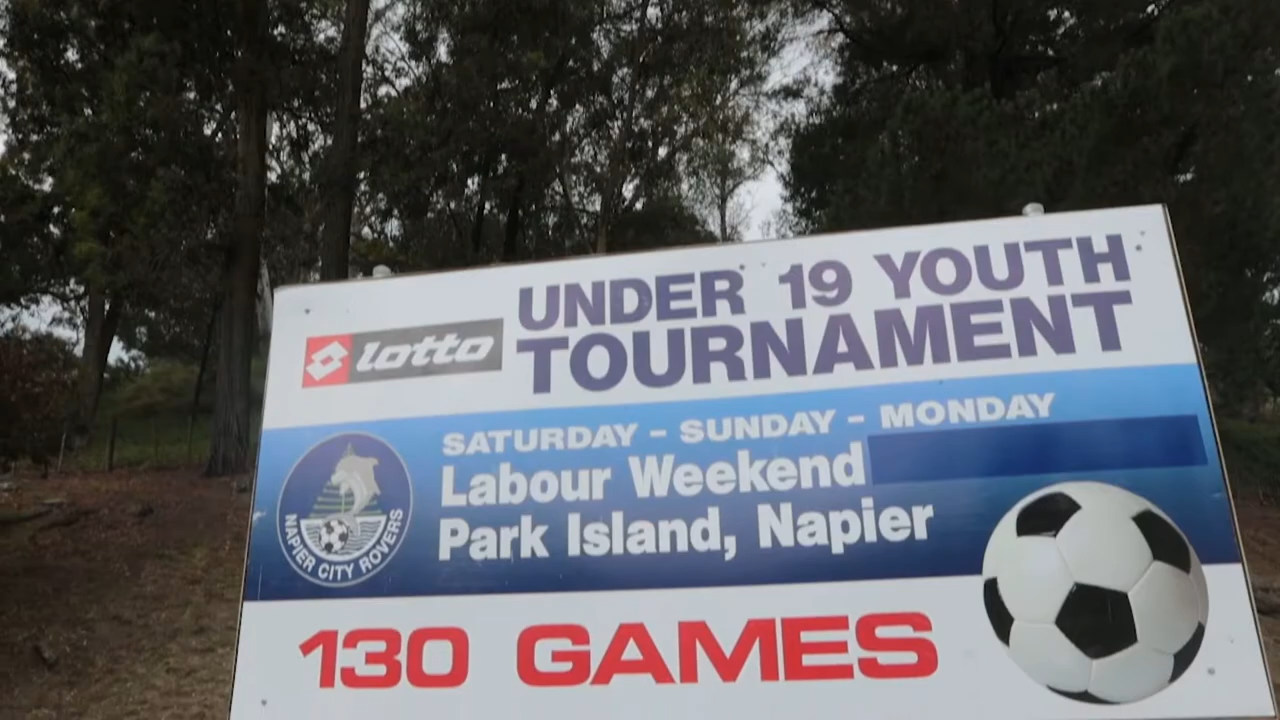 lotto
UNDER 19 YOUTH
TOURNAMENT
SATURDAY - SUNDAY - MONDAY
Labour Weekend
Park Island, Napier
NAPIER CITY ROVERS
130 GAMES